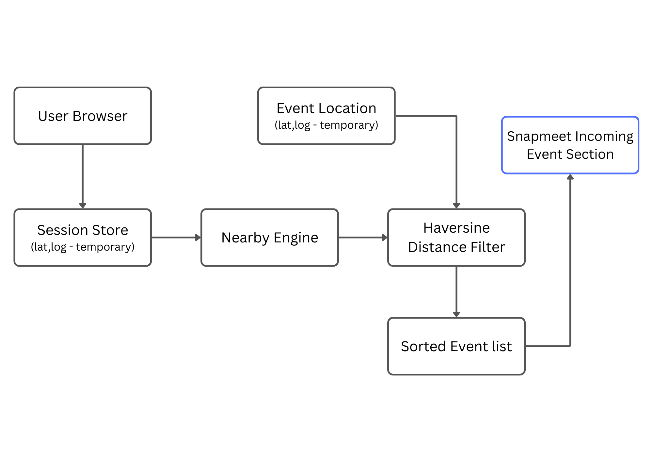 User Browser
Event Location
(lat,log - temporary)
Snapmeet Incoming
Event Section
Session Store
(lat,log - temporary)
Nearby Engine
Haversine
Distance Filter
Sorted Event list